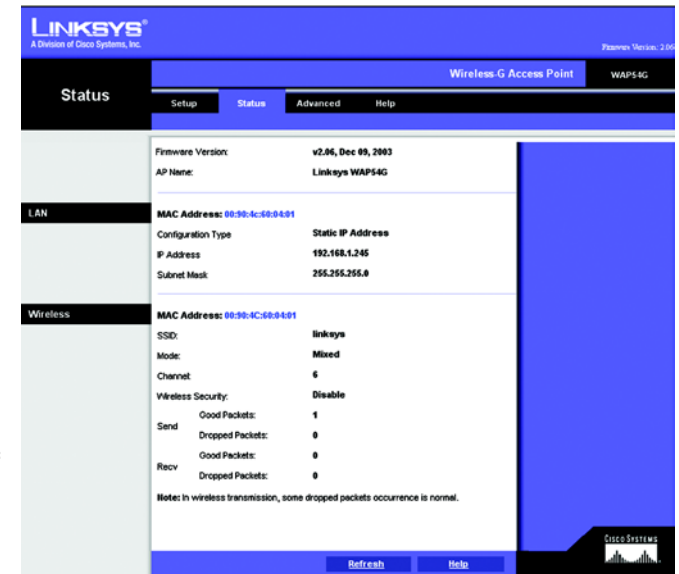 LINKSYS®
A Division of Cisco Systems, Inc.
Firmware Version: 2.06
Wireless-G Access Point WAP54G
Status
Setup Status Advanced Help
Firmware Version: v2.06, Dec 09, 2003
AP Name: Linksys WAP54G
LAN
MAC Address: 00:90:4c:60:04:01
Configuration Type Static IP Address
IP Address 192.168.1.245
Subnet Mask 255.255.255.0
Wireless
MAC Address: 00:90:4C:60:04:01
SSID: linksys
Mode: Mixed
Channel: 6
Wireless Security: Disable
Send
Good Packets: 1
Dropped Packets: 0
Recv
Good Packets: 0
Dropped Packets: 0
Note: In wireless transmission, some dropped packets occurrence is normal.
Refresh Help
CISCO SYSTEMS